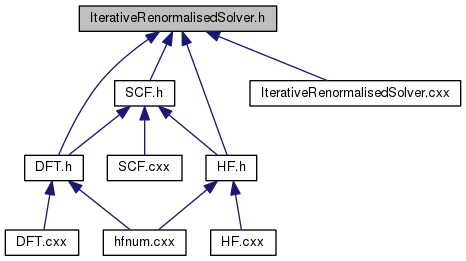 IterativeRenormalisedSolver.h
SCF.h
IterativeRenormalisedSolver.cxx
DFT.h
SCF.cxx
HF.h
DFT.cxx
hfnum.cxx
HF.cxx